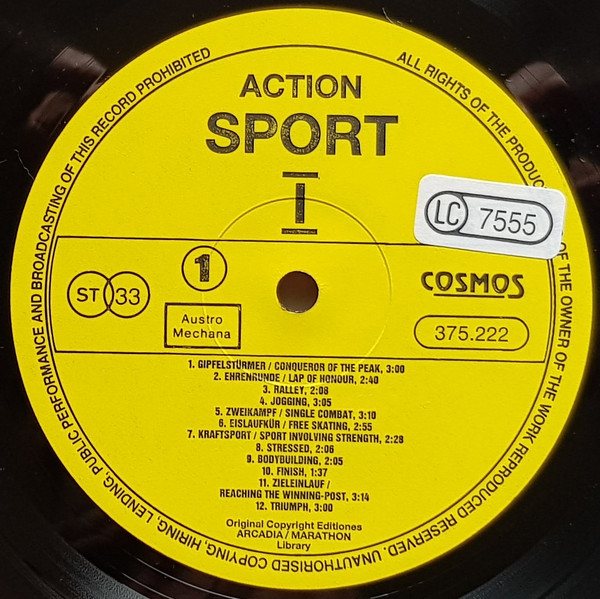 PUBLIC PERFORMANCE AND BROADCASTING OF THIS RECORD PROHIBITED
ALL RIGHTS OF THE PRODUC
OF THE OWNER OF THE WORK REPRODUCED RESERVED. UNAUTHORISED COPYING, HIRING, LENDING,
ACTION
SPORT
I
LC 7555
ST 33
1
Austro
Mechana
COSMOS
375.222
1. GIPFELSTÜRMER / CONQUEROR OF THE PEAK, 3:00
2. EHRENRUNDE / LAP OF HONOUR, 2:40
3. RALLEY, 2:08
4. JOGGING, 3:05
5. ZWEIKAMPF / SINGLE COMBAT, 3:10
6. EISLAUFKÜR / FREE SKATING, 2:55
7. KRAFTSPORT / SPORT INVOLVING STRENGTH, 2:28
8. STRESSED, 2:06
9. BODYBUILDING, 2:05
10. FINISH, 1:37
11. ZIELEINLAUF /
REACHING THE WINNING-POST, 3:14
12. TRIUMPH, 3:00
Original Copyright Editiones
ARCADIA / MARATHON
Library